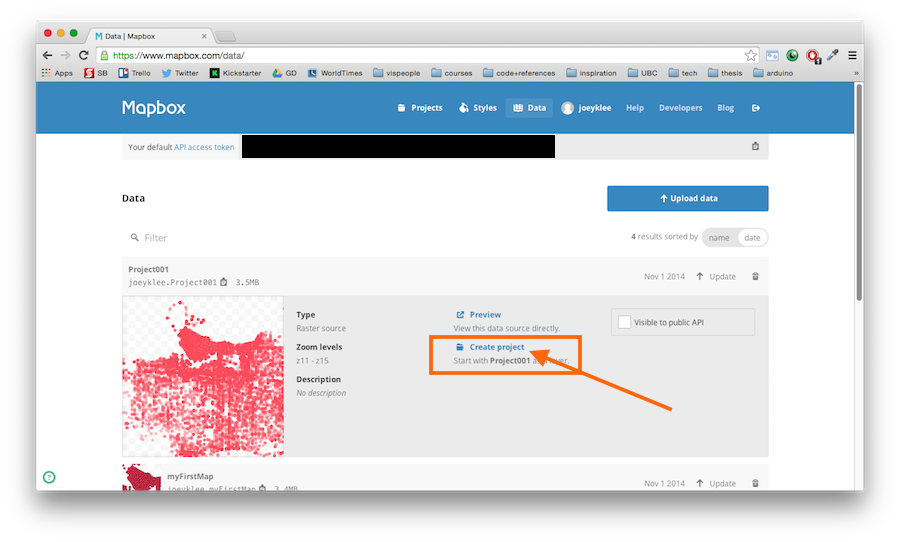 Data | Mapbox
https://www.mapbox.com/data/
Apps SB Trello Twitter Kickstarter GD WorldTimes vispeople courses code+references inspiration UBC tech thesis arduino »
Mapbox Projects Styles Data joeyklee Help Developers Blog
Your default API access token
Data Upload data
Filter 4 results sorted by name date
Project001
joeyklee.Project001 3.5MB Nov 1 2014 Update
Type
Raster source
Zoom levels
z11 - z15
Description
No description
Preview
View this data source directly.
Create project
Start with Project001 a
Visible to public API
myFirstMap
joeyklee.myFirstMap 3.4MB Nov 1 2014 Update